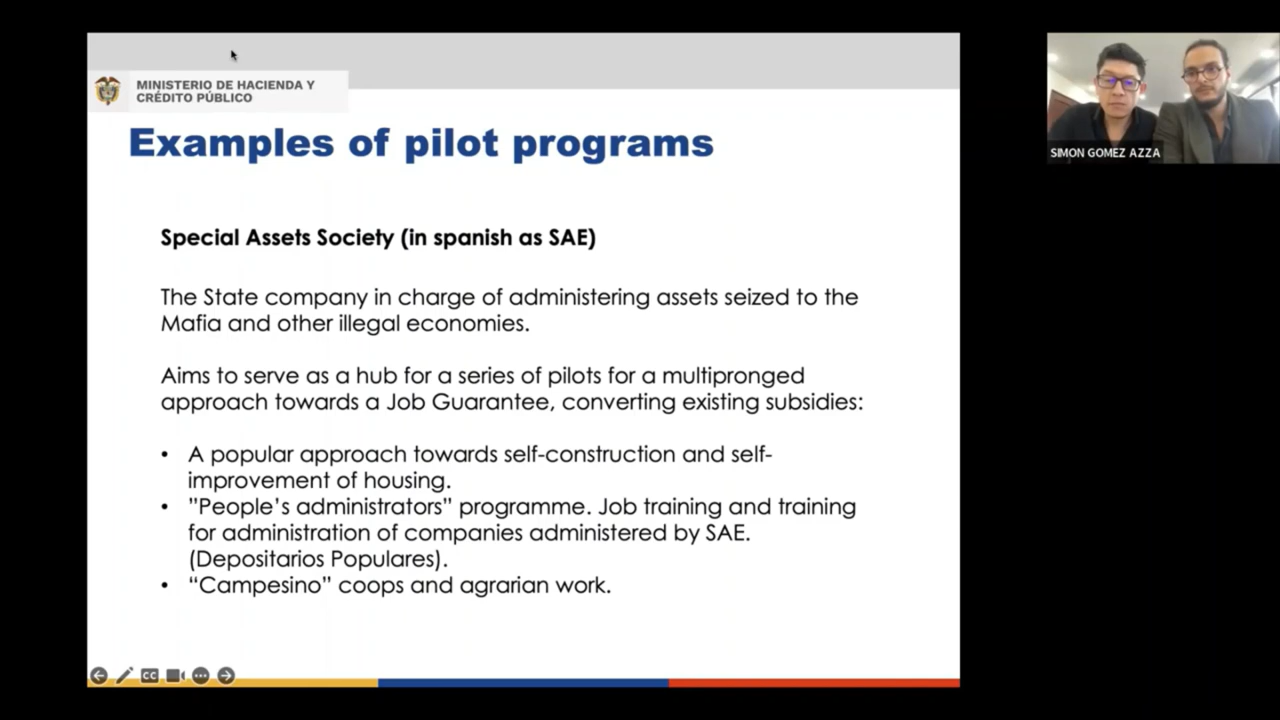 MINISTERIO DE HACIENDA Y
CRÉDITO PÚBLICO
Examples of pilot programs
SIMON GOMEZ AZZA
Special Assets Society (in spanish as SAE)
The State company in charge of administering assets seized to the
Mafia and other illegal economies.
Aims to serve as a hub for a series of pilots for a multipronged
approach towards a Job Guarantee, converting existing subsidies:
• A popular approach towards self-construction and self-
improvement of housing.
• ”People’s administrators” programme. Job training and training
for administration of companies administered by SAE.
(Depositarios Populares).
• “Campesino” coops and agrarian work.
CC